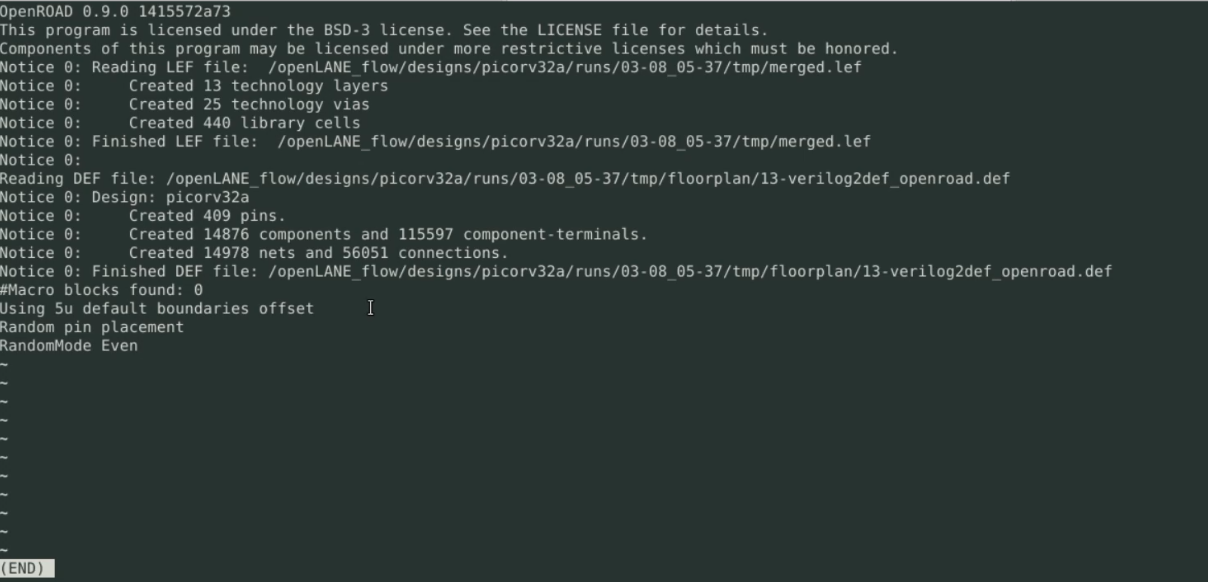 OpenROAD 0.9.0 1415572a73
This program is licensed under the BSD-3 license. See the LICENSE file for details.
Components of this program may be licensed under more restrictive licenses which must be honored.
Notice 0: Reading LEF file:  /openLANE_flow/designs/picorv32a/runs/03-08_05-37/tmp/merged.lef
Notice 0:     Created 13 technology layers
Notice 0:     Created 25 technology vias
Notice 0:     Created 440 library cells
Notice 0: Finished LEF file:  /openLANE_flow/designs/picorv32a/runs/03-08_05-37/tmp/merged.lef
Notice 0:
Reading DEF file: /openLANE_flow/designs/picorv32a/runs/03-08_05-37/tmp/floorplan/13-verilog2def_openroad.def
Notice 0: Design: picorv32a
Notice 0:     Created 409 pins.
Notice 0:     Created 14876 components and 115597 component-terminals.
Notice 0:     Created 14978 nets and 56051 connections.
Notice 0: Finished DEF file: /openLANE_flow/designs/picorv32a/runs/03-08_05-37/tmp/floorplan/13-verilog2def_openroad.def
#Macro blocks found: 0
Using 5u default boundaries offset
Random pin placement
RandomMode Even
~
~
~
~
~
~
~
~
~
~
~
(END)